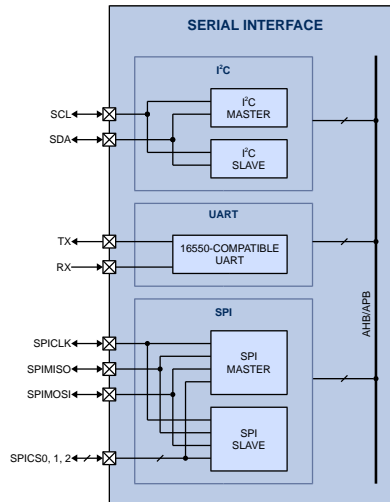 SERIAL INTERFACE
I²C
SCL
SDA
I²C
MASTER
I²C
SLAVE
UART
TX
RX
16550-COMPATIBLE
UART
AHB/APB
SPI
SPICLK
SPIMISO
SPIMOSI
SPICS0, 1, 2
SPI
MASTER
SPI
SLAVE